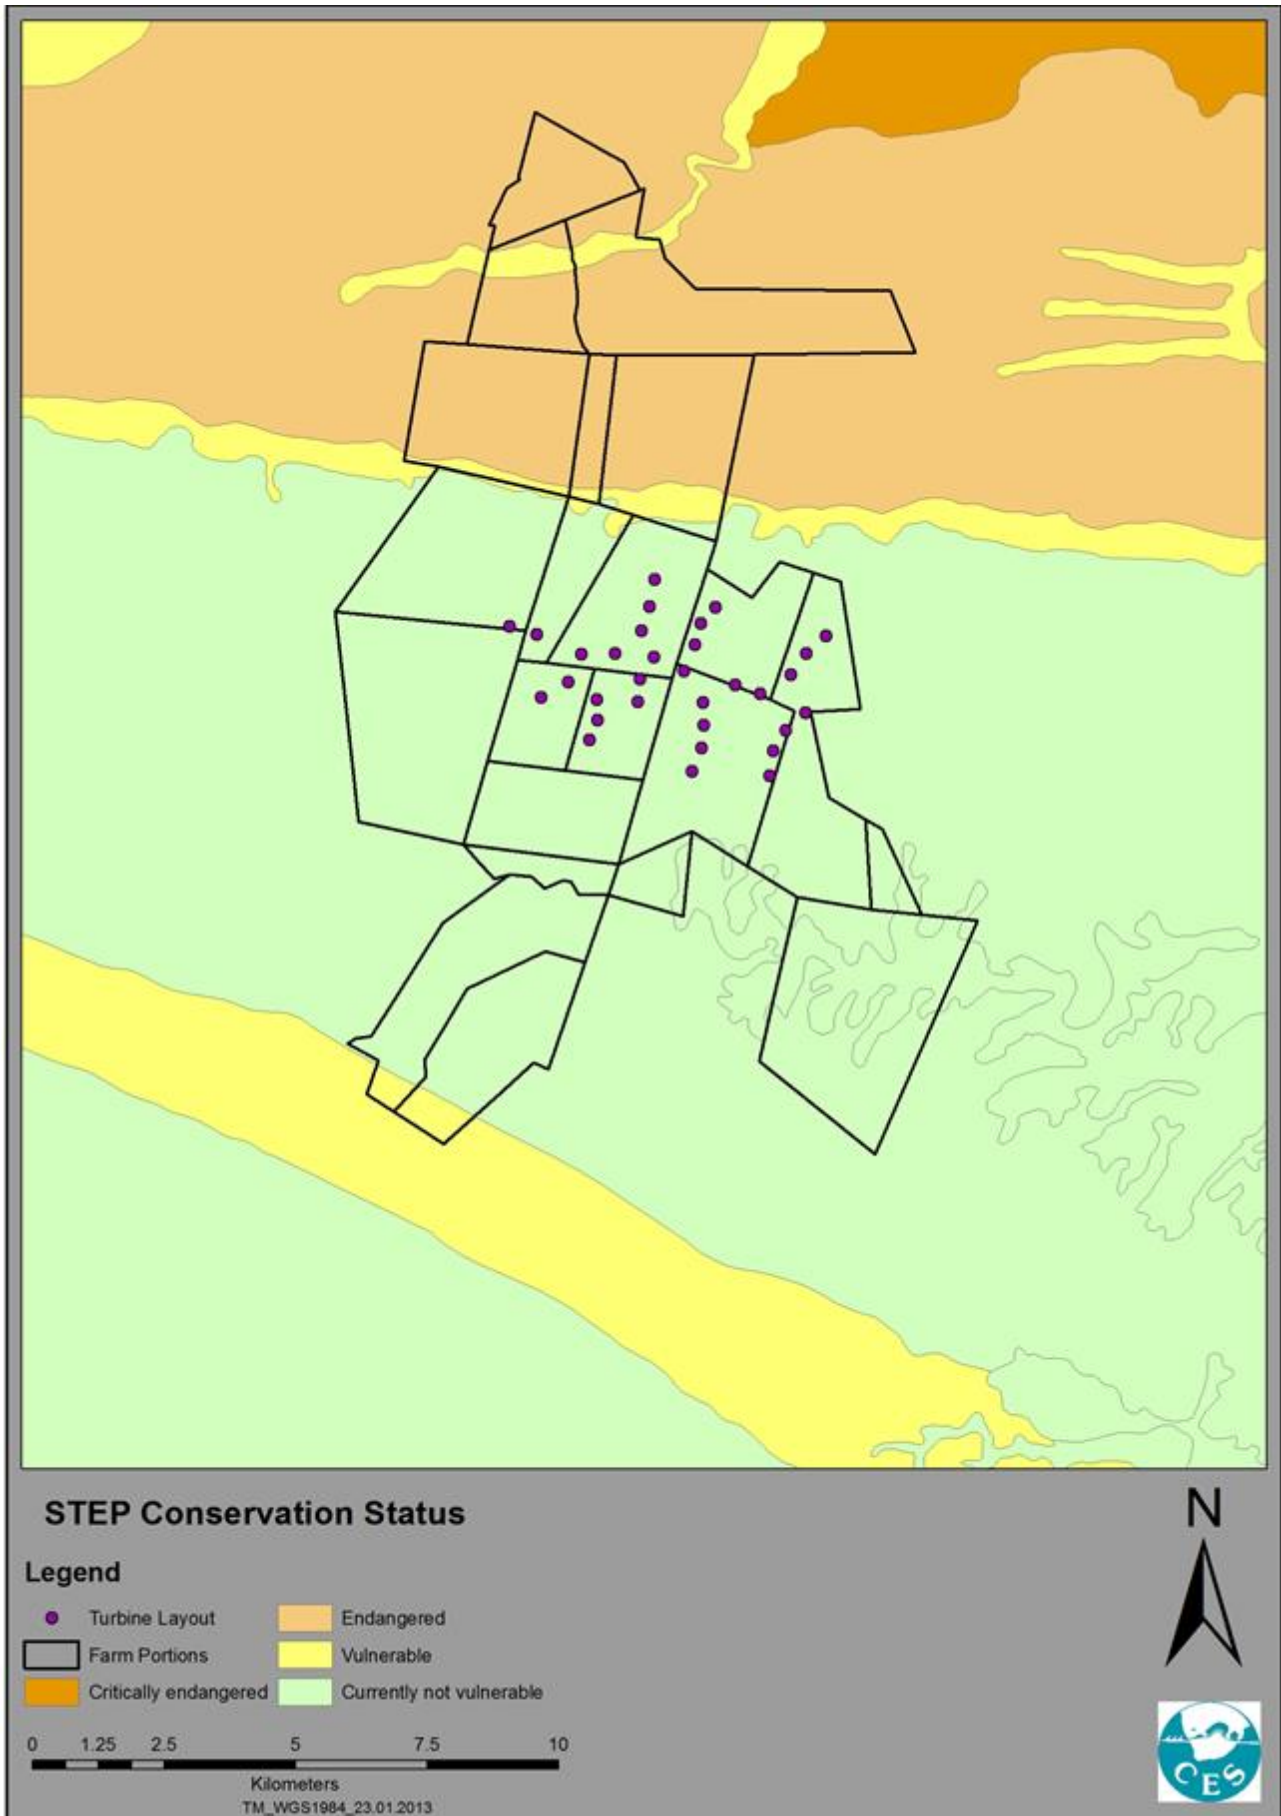 STEP Conservation Status
N
Legend
Turbine Layout
Endangered
Farm Portions
Vulnerable
Critically endangered
Currently not vulnerable
0 1.25 2.5 5 7.5 10
Kilometers
TM_WGS1984_23.01.2013
CES